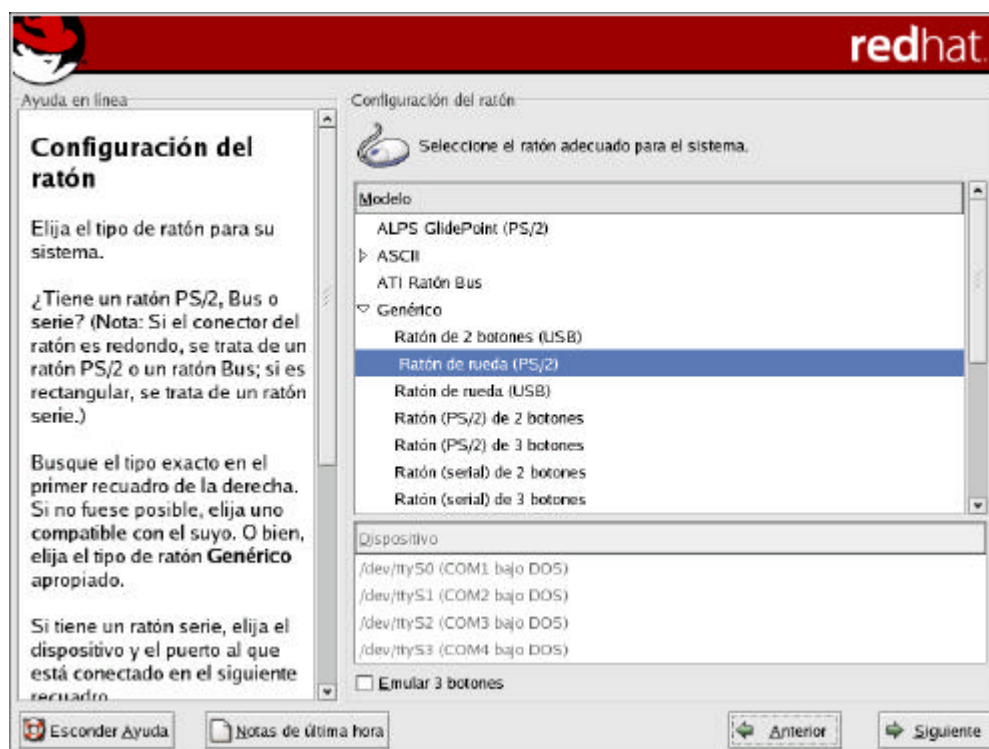 redhat.
Ayuda en línea
Configuración del
ratón
Elija el tipo de ratón para su
sistema.
¿Tiene un ratón PS/2, Bus o
serie? (Nota: Si el conector del
ratón es redondo, se trata de un
ratón PS/2 o un ratón Bus; si es
rectangular, se trata de un ratón
serie.)
Busque el tipo exacto en el
primer recuadro de la derecha.
Si no fuese posible, elija uno
compatible con el suyo. O bien,
elija el tipo de ratón Genérico
apropiado.
Si tiene un ratón serie, elija el
dispositivo y el puerto al que
está conectado en el siguiente
recuadro
Configuración del ratón
Seleccione el ratón adecuado para el sistema.
Modelo
ALPS GlidePoint (PS/2)
ASCII
ATI Ratón Bus
Genérico
Ratón de 2 botones (USB)
Ratón de rueda (PS/2)
Ratón de rueda (USB)
Ratón (PS/2) de 2 botones
Ratón (PS/2) de 3 botones
Ratón (serial) de 2 botones
Ratón (serial) de 3 botones
Dispositivo
/dev/ttyS0 (COM1 bajo DOS)
/dev/ttyS1 (COM2 bajo DOS)
/dev/ttyS2 (COM3 bajo DOS)
/dev/ttyS3 (COM4 bajo DOS)
Emular 3 botones
Esconder Ayuda
Notas de última hora
Anterior
Siguiente